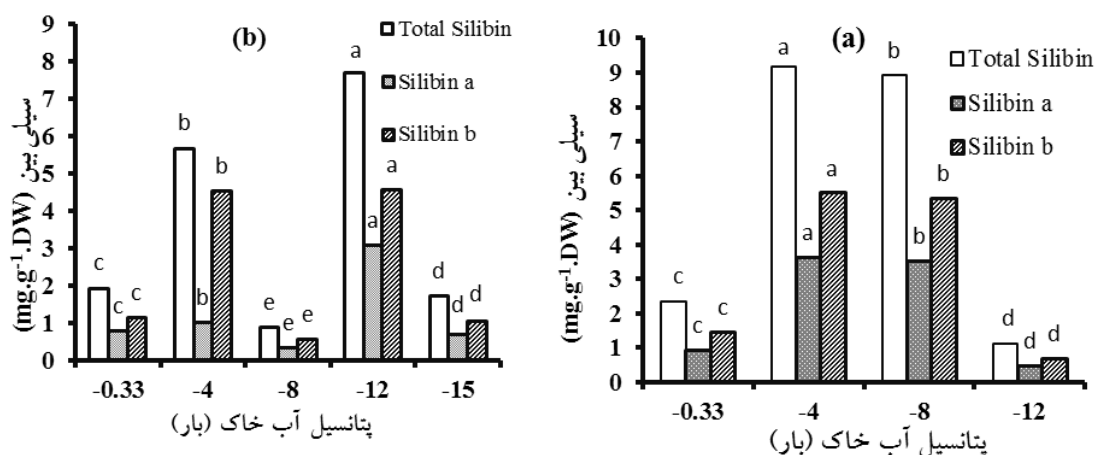 (b)
Total Silibin
Silibin a
Silibin b
سیلی بین (mg.g⁻¹.DW)
9
8
7
6
5
4
3
2
1
0
c c c
b b b
e e e
a a a
d d d
-0.33 -4 -8 -12 -15
پتانسیل آب خاک (بار)
(a)
Total Silibin
Silibin a
Silibin b
سیلی بین (mg.g⁻¹.DW)
10
9
8
7
6
5
4
3
2
1
0
c c c
a a a
b b b
d d d
-0.33 -4 -8 -12
پتانسیل آب خاک (بار)